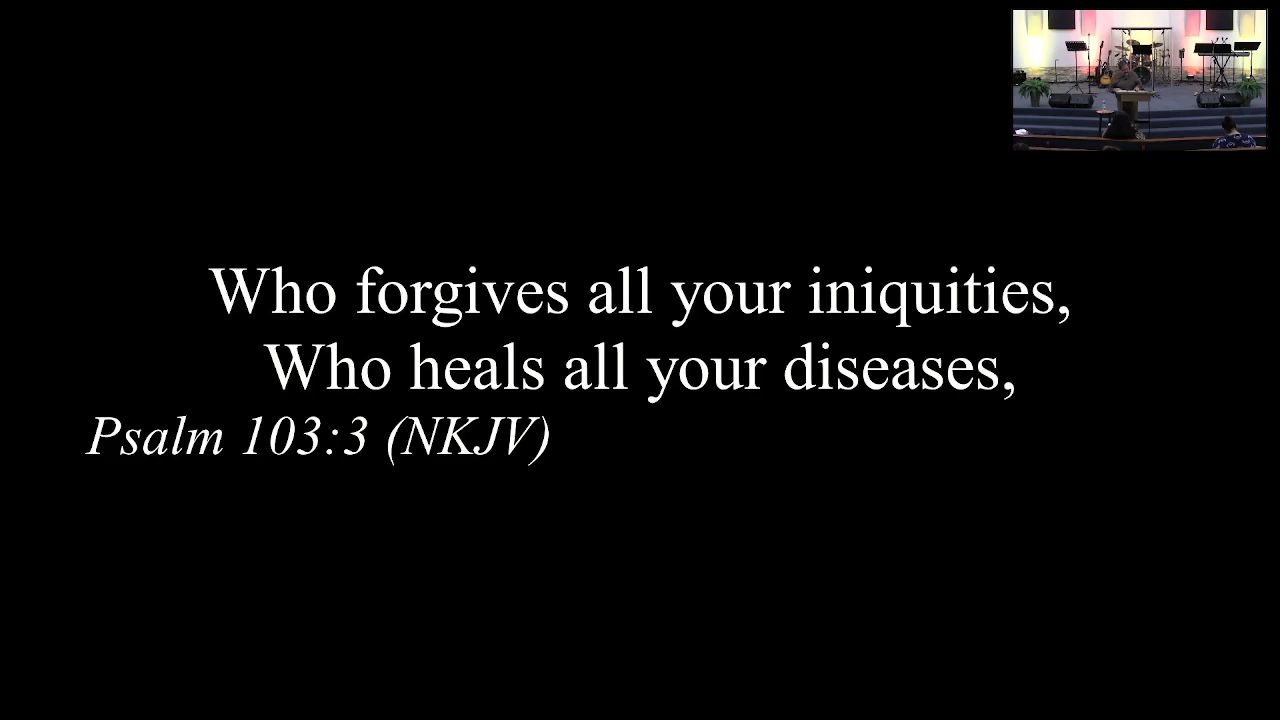 Who forgives all your iniquities,
Who heals all your diseases,
Psalm 103:3 (NKJV)